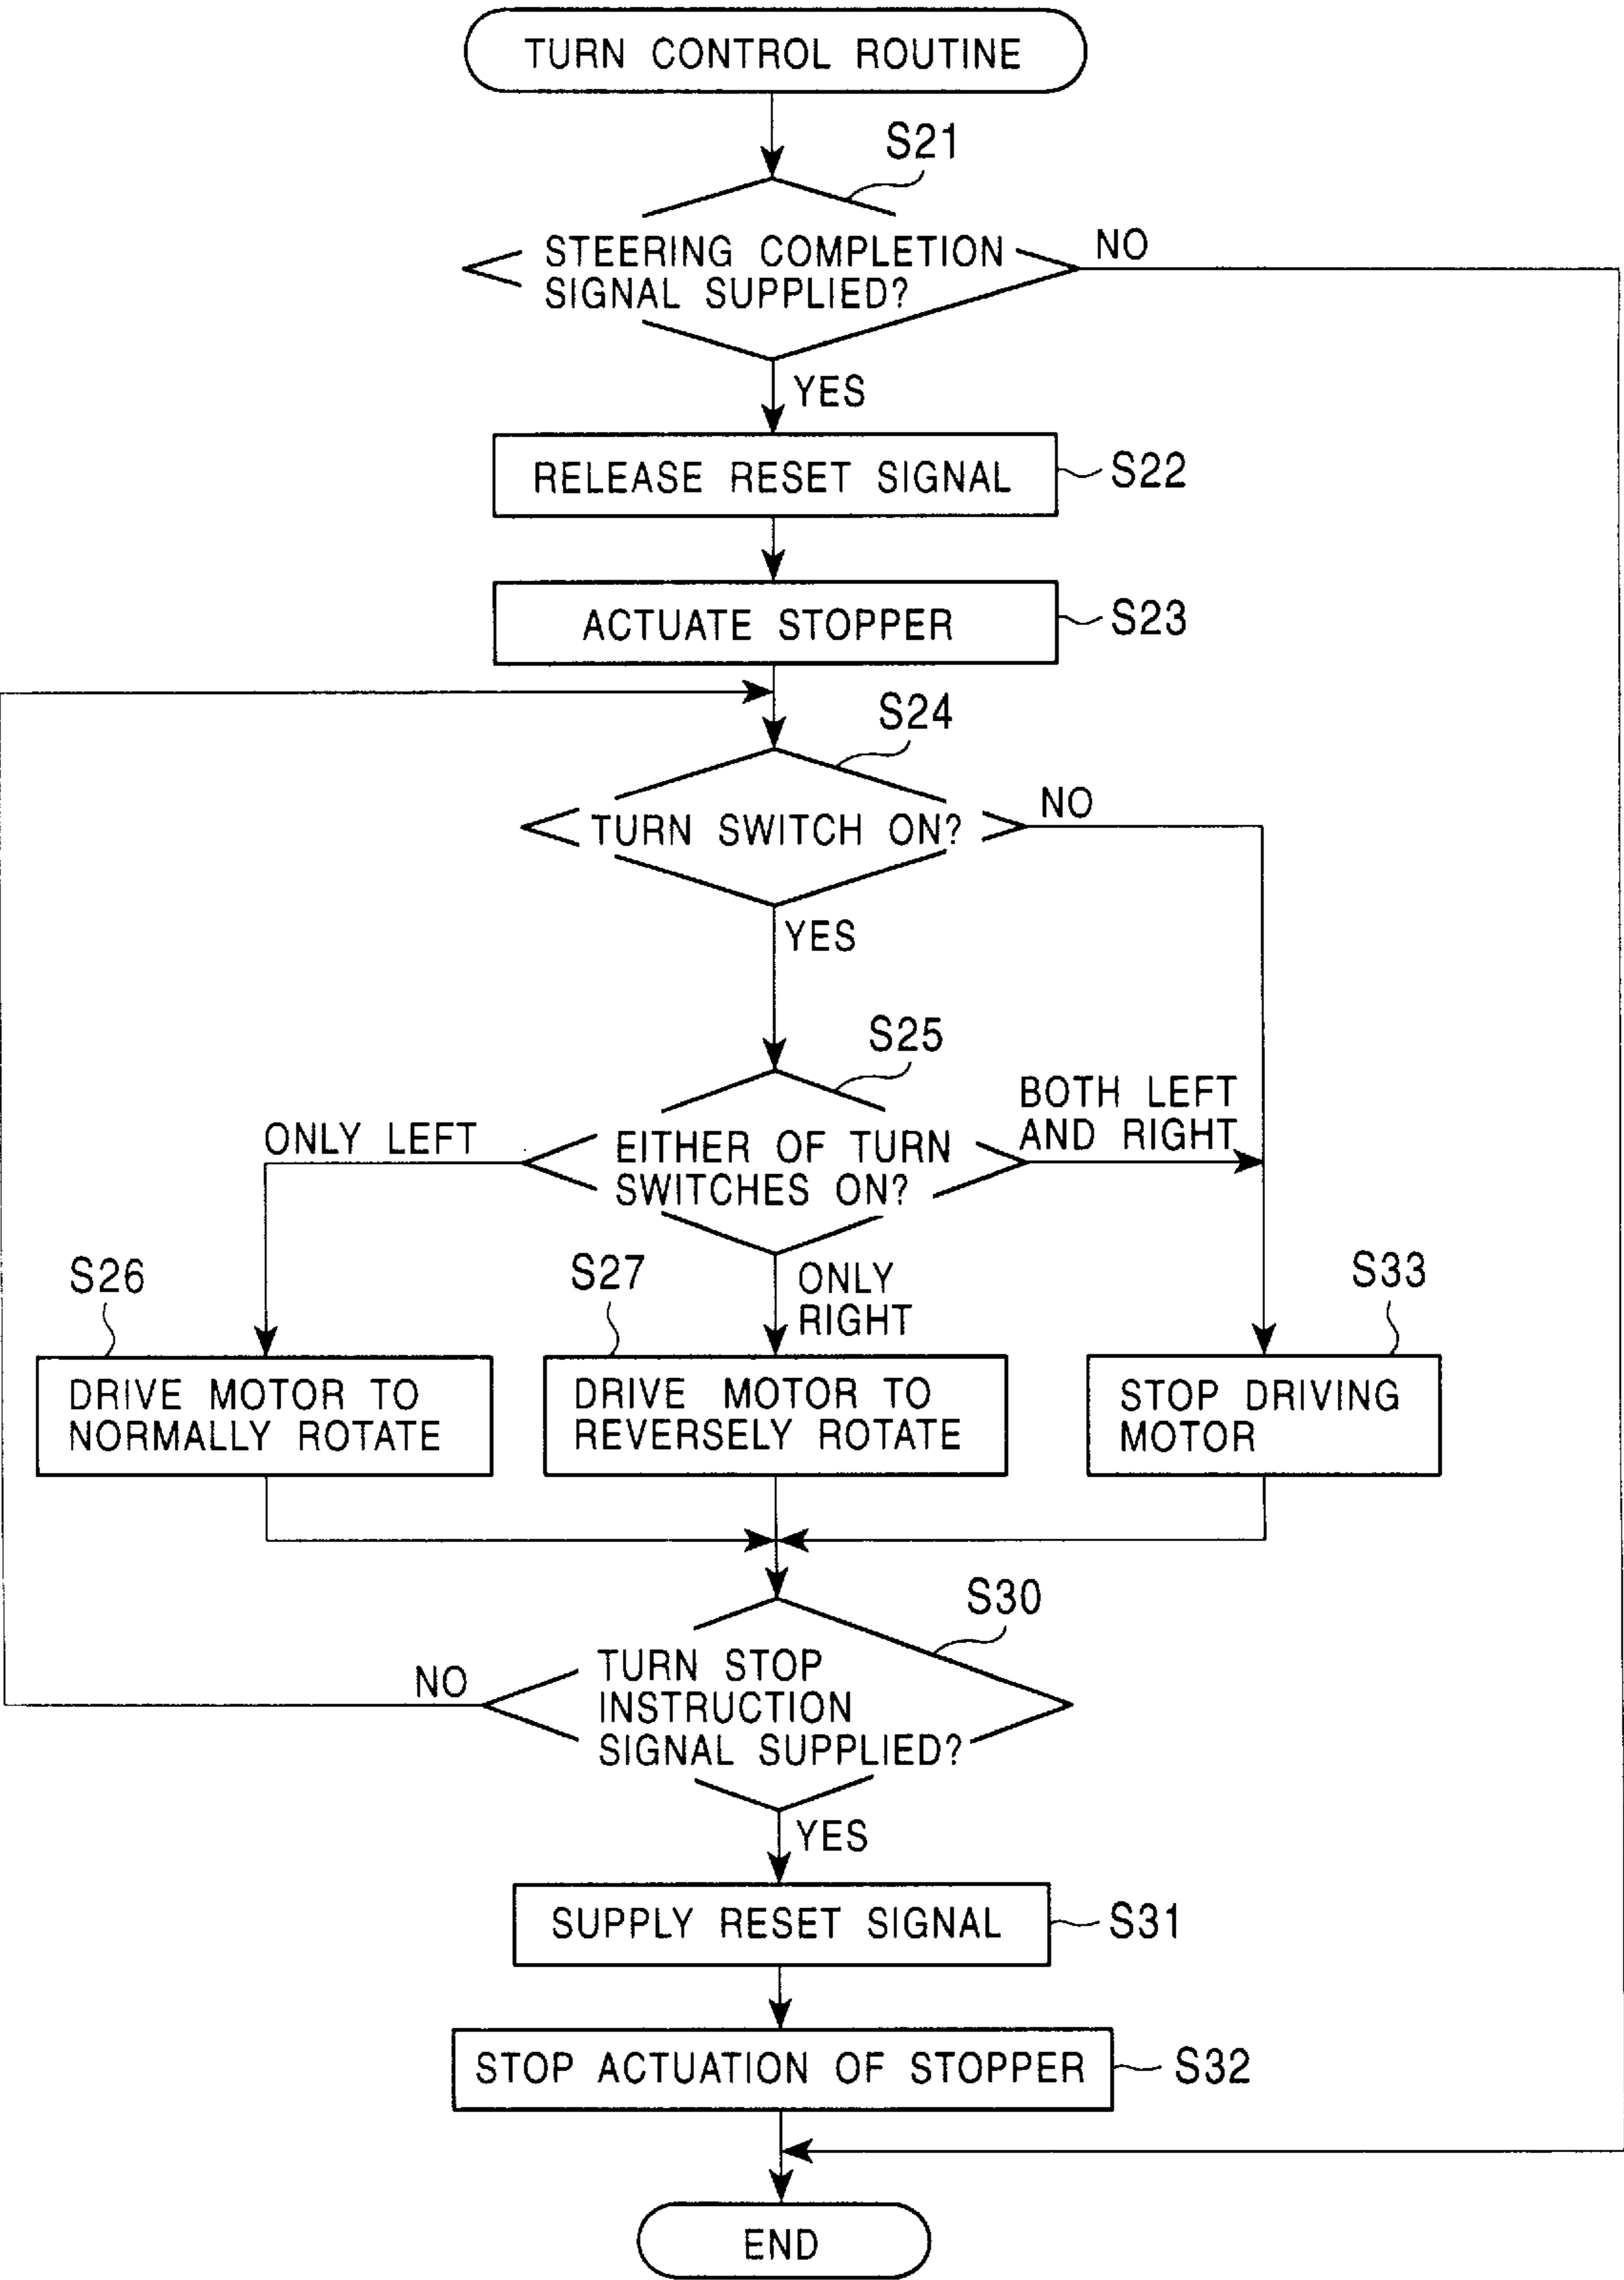 TURN CONTROL ROUTINE
S21
STEERING COMPLETION
SIGNAL SUPPLIED?
NO
YES
RELEASE RESET SIGNAL
S22
ACTUATE STOPPER
S23
S24
TURN SWITCH ON?
NO
YES
S25
EITHER OF TURN
SWITCHES ON?
ONLY LEFT
BOTH LEFT
AND RIGHT
ONLY
RIGHT
S26
DRIVE MOTOR TO
NORMALLY ROTATE
S27
DRIVE MOTOR TO
REVERSELY ROTATE
S33
STOP DRIVING
MOTOR
S30
TURN STOP
INSTRUCTION
SIGNAL SUPPLIED?
NO
YES
SUPPLY RESET SIGNAL
S31
STOP ACTUATION OF STOPPER
S32
END